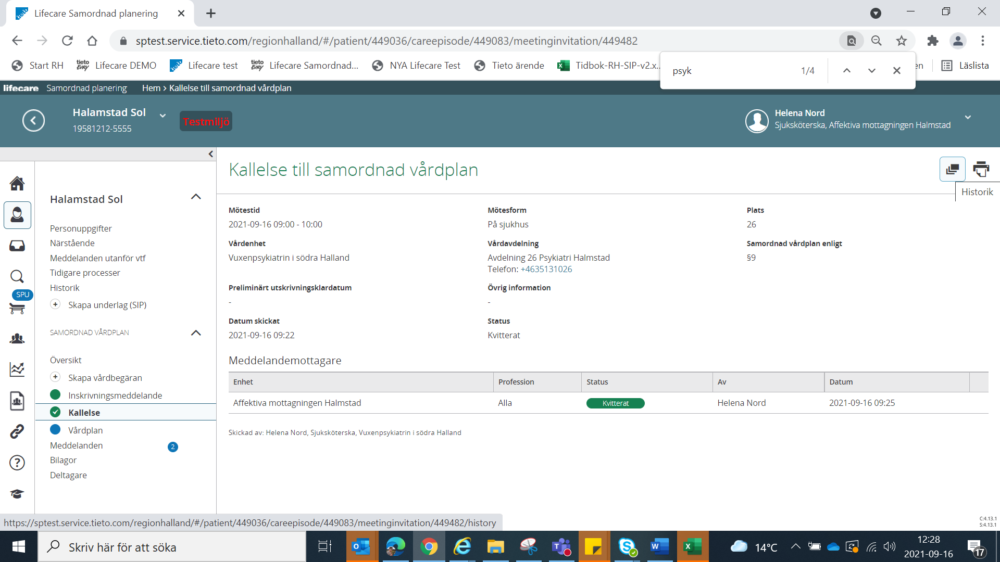 Lifecare Samordnad planering
sptest.service.tieto.com/regionhalland/#/patient/449036/careepisode/449083/meetinginvitation/449482
Start RH
tieto EVRY Lifecare DEMO
Lifecare test
tieto EVRY Lifecare Samordnad...
NYA Lifecare Test
Tieto ärende
Tidbok-RH-SIP-v2.x...
en
Läslista
psyk 1/4
lifecare Samordnad planering Hem > Kallelse till samordnad vårdplan
Halamstad Sol
19581212-5555
Testmiljö
Helena Nord
Sjuksköterska, Affektiva mottagningen Halmstad
Halamstad Sol
Personuppgifter
Närstående
Meddelanden utanför vtf
Tidigare processer
Historik
Skapa underlag (SIP)
SPU
SAMORDNAD VÅRDPLAN
Översikt
Skapa vårdbegäran
Inskrivningsmeddelande
Kallelse
Vårdplan
Meddelanden 2
Bilagor
Deltagare
Kallelse till samordnad vårdplan
Historik
Mötestid
2021-09-16 09:00 - 10:00
Mötesform
På sjukhus
Plats
26
Vårdenhet
Vuxenpsykiatrin i södra Halland
Vårdavdelning
Avdelning 26 Psykiatri Halmstad
Telefon: +4635131026
Samordnad vårdplan enligt
§9
Preliminärt utskrivningsklardatum
-
Övrig information
-
Datum skickat
2021-09-16 09:22
Status
Kvitterat
Meddelandemottagare
Enhet Profession Status Av Datum
Affektiva mottagningen Halmstad Alla Kvitterat Helena Nord 2021-09-16 09:25
Skickad av: Helena Nord, Sjuksköterska, Vuxenpsykiatrin i södra Halland
https://sptest.service.tieto.com/regionhalland/#/patient/449036/careepisode/449083/meetinginvitation/449482/history
C:4.13.1
S:4.13.1
Skriv här för att söka
14°C
12:28
2021-09-16
17